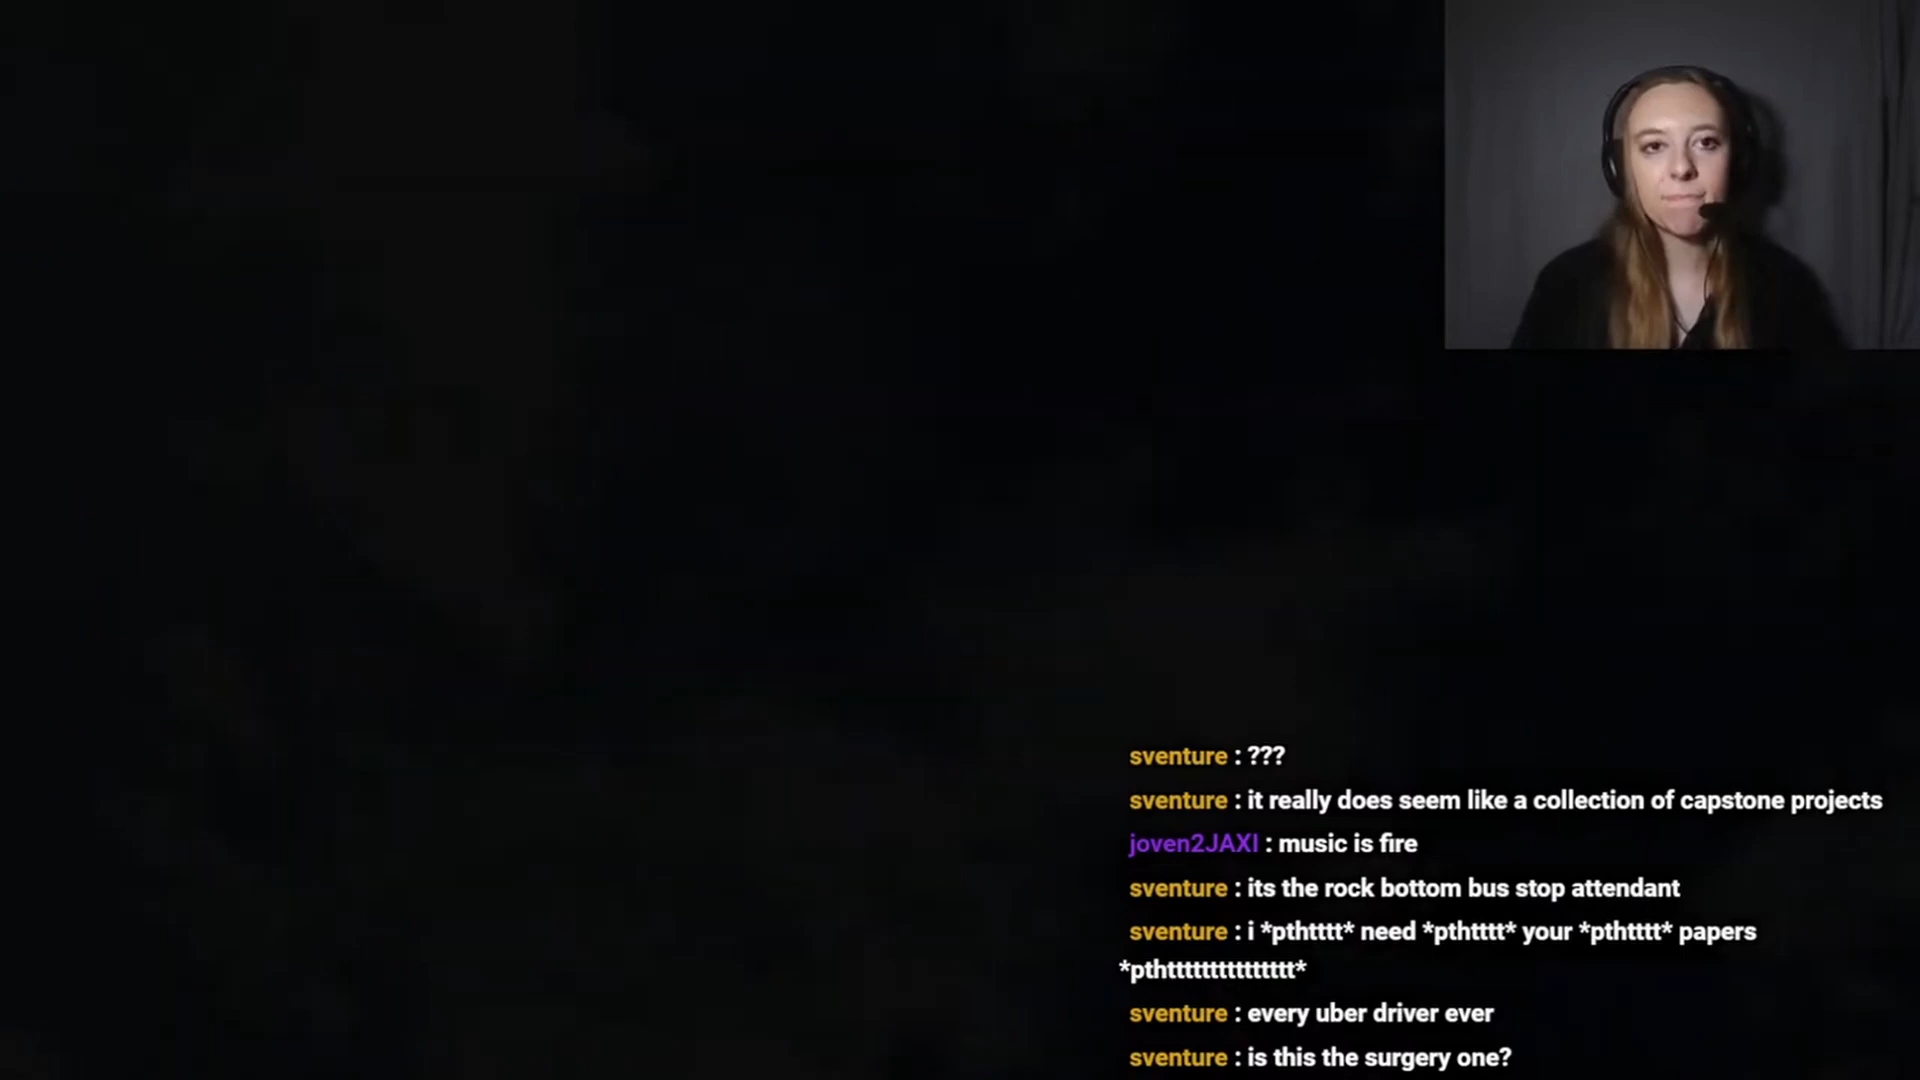 sventure : ???
sventure : it really does seem like a collection of capstone projects
joven2JAXI : music is fire
sventure : its the rock bottom bus stop attendant
sventure : i *pthtttt* need *pthtttt* your *pthtttt* papers
*pthttttttttttttttt*
sventure : every uber driver ever
sventure : is this the surgery one?